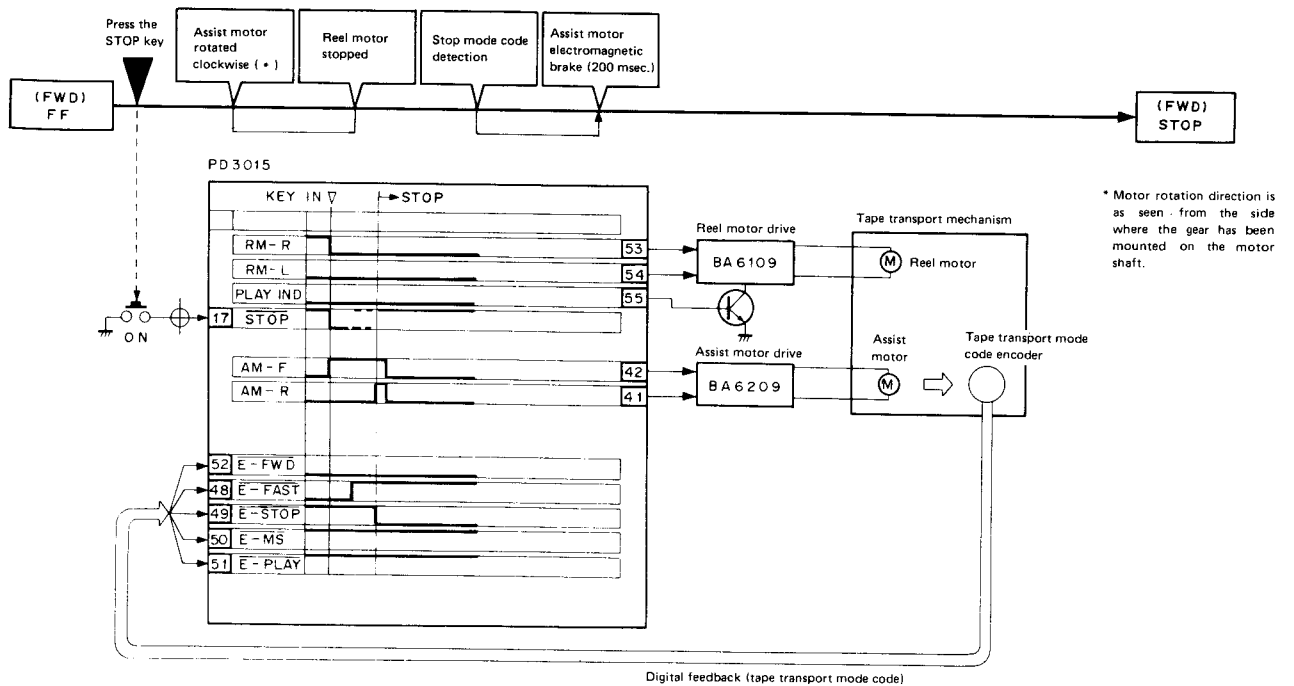 Press the
STOP key
Assist motor
rotated
clockwise ( * )
Reel motor
stopped
Stop mode code
detection
Assist motor
electromagnetic
brake (200 msec.)
(FWD)
FF
(FWD)
STOP
PD3015
KEY IN ▽
STOP
RM-R
53
RM-L
54
PLAY IND
55
17
STOP
ON
AM-F
42
AM-R
41
52 E-FWD
48 E-FAST
49 E-STOP
50 E-MS
51 E-PLAY
Reel motor drive
BA6109
Assist motor drive
BA6209
Tape transport mechanism
M
Reel motor
Assist
motor
M
Tape transport mode
code encoder
* Motor rotation direction is
as seen from the side
where the gear has been
mounted on the motor
shaft.
Digital feedback (tape transport mode code)